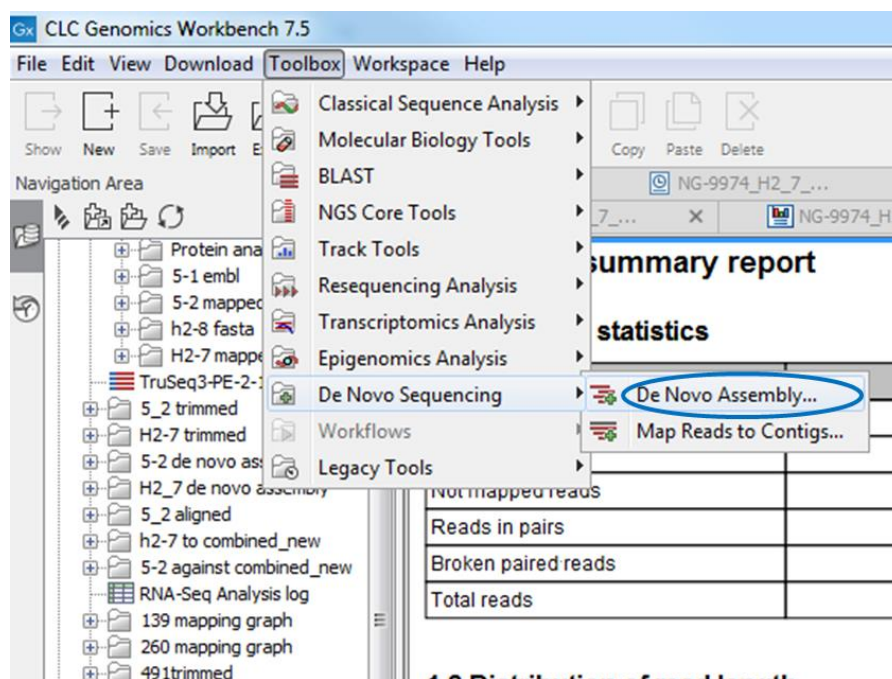 Gx CLC Genomics Workbench 7.5
File Edit View Download Toolbox Workspace Help
Show New Save Import
Copy Paste Delete
Classical Sequence Analysis
Molecular Biology Tools
BLAST
NGS Core Tools
Track Tools
Resequencing Analysis
Transcriptomics Analysis
Epigenomics Analysis
De Novo Sequencing
Workflows
Legacy Tools
De Novo Assembly...
Map Reads to Contigs...
Navigation Area
Protein ana
5-1 embl
5-2 mapped
h2-8 fasta
H2-7 mappe
TruSeq3-PE-2-
5_2 trimmed
H2-7 trimmed
5-2 de novo ass
H2_7 de novo assembly
5_2 aligned
h2-7 to combined_new
5-2 against combined_new
RNA-Seq Analysis log
139 mapping graph
260 mapping graph
491trimmed
NG-9974_H2_7_...
_7_... NG-9974_H
summary report
statistics
Not mapped reads
Reads in pairs
Broken paired reads
Total reads